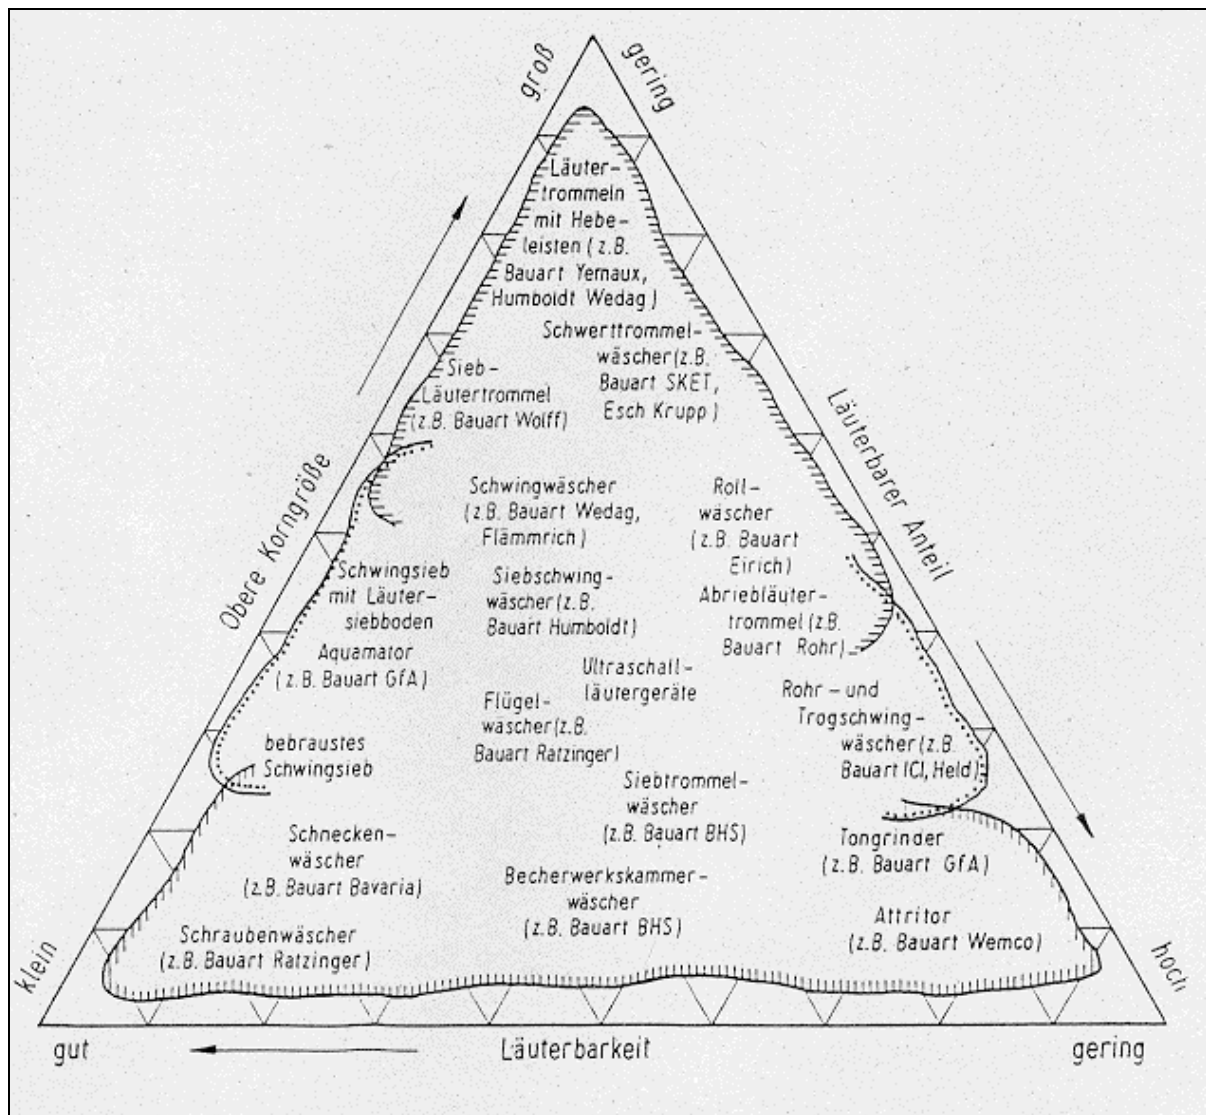 groß
gering
Läuter-
trommeln
mit Hebe-
leisten (z.B.
Bauart Yernaux,
Humboldt Wedag)
Schwerttrommel-
wäscher (z.B.
Bauart SKET,
Esch Krupp)
Sieb-
Läutertrommel
(z.B. Bauart Wolff)
Obere Korngröße
Läuterbarer Anteil
Schwingwäscher
(z.B. Bauart Wedag,
Flämmrich)
Roll-
wäscher
(z.B. Bauart
Eirich)
Schwingsieb
mit Läuter-
siebboden
Siebschwing-
wäscher (z.B.
Bauart Humboldt)
Abriebläuter-
trommel (z.B.
Bauart Rohr)
Aquamator
(z.B. Bauart GfA)
Ultraschall-
läutergeräte
Flügel-
wäscher (z.B.
Bauart Ratzinger)
Rohr- und
Trogschwing-
wäscher (z.B.
Bauart ICI, Held)
bebraustes
Schwingsieb
Siebtrommel-
wäscher
(z.B. Bauart BHS)
Schnecken-
wäscher
(z.B. Bauart Bavaria)
Tongrinder
(z.B. Bauart GfA)
Becherwerkskammer-
wäscher
(z.B. Bauart BHS)
Schraubenwäscher
(z.B. Bauart Ratzinger)
Attritor
(z.B. Bauart Wemco)
klein
hoch
gut
Läuterbarkeit
gering